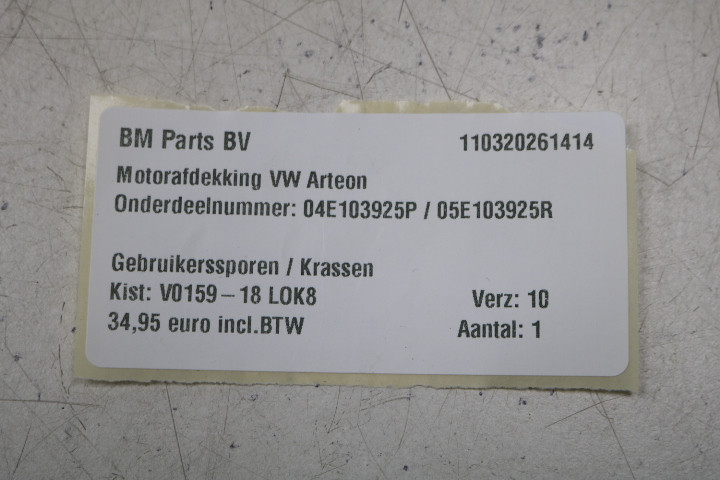 BM Parts BV 110320261414
Motorafdekking VW Arteon
Onderdeelnummer: 04E103925P / 05E103925R
Gebruikerssporen / Krassen
Kist: V0159 – 18 LOK8 Verz: 10
34,95 euro incl.BTW Aantal: 1